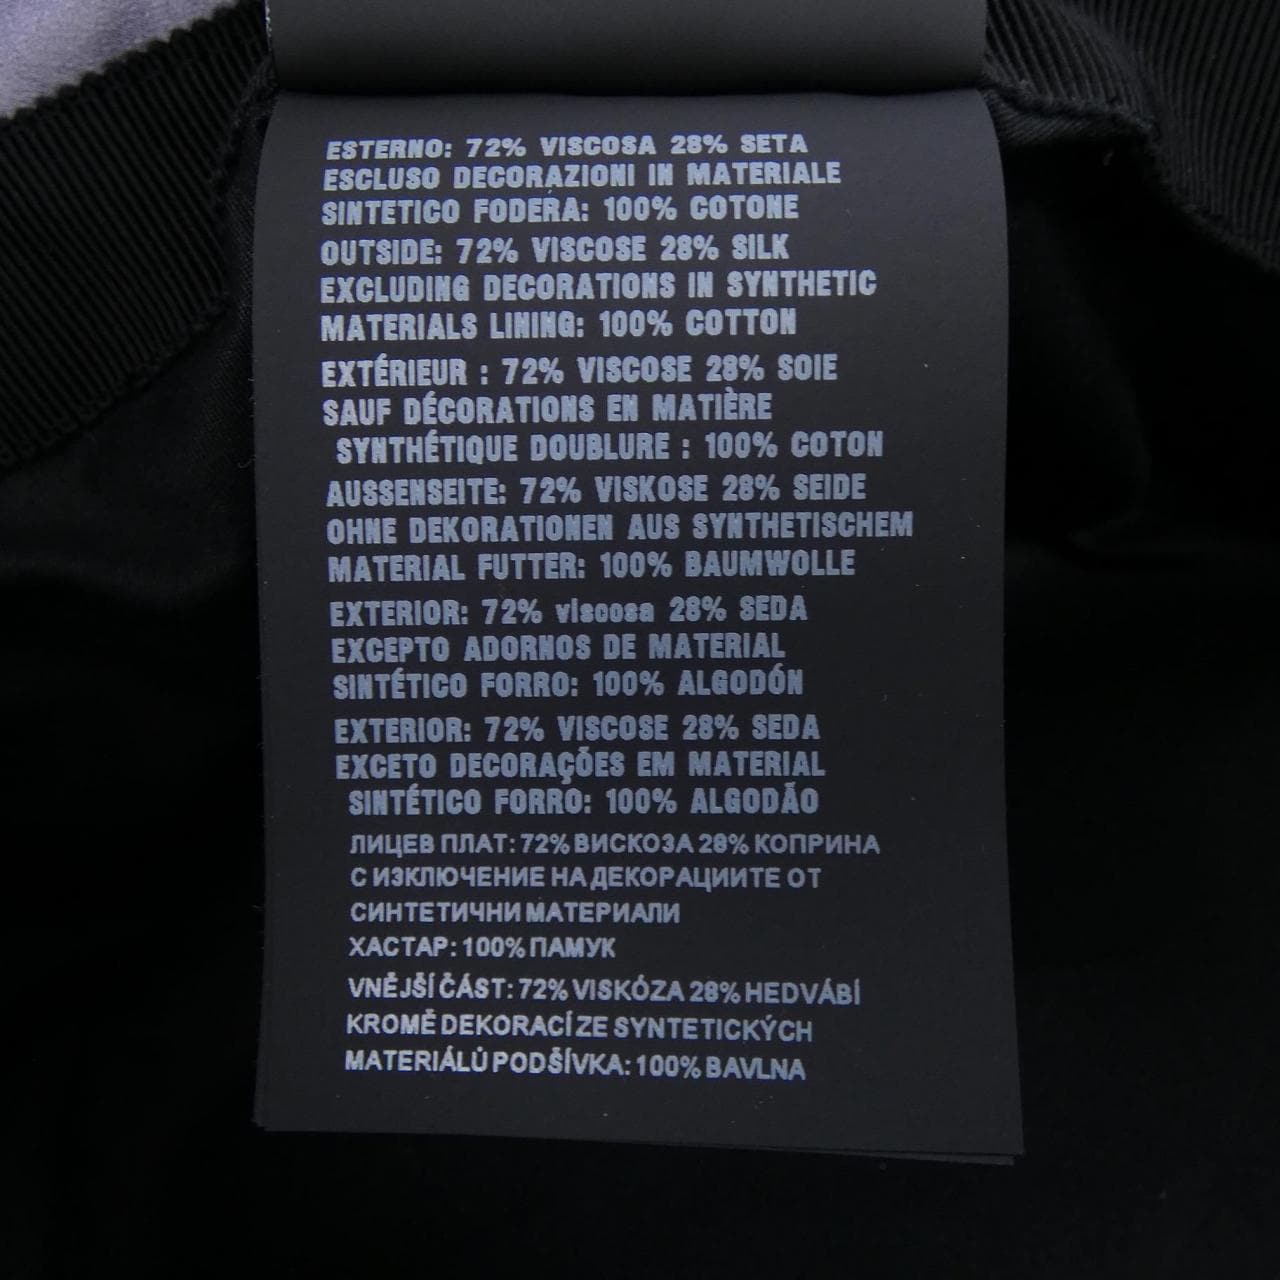 ESTERNO: 72% VISCOSA 28% SETA
ESCLUSO DECORAZIONI IN MATERIALE
SINTETICO FODERA: 100% COTONE
OUTSIDE: 72% VISCOSE 28% SILK
EXCLUDING DECORATIONS IN SYNTHETIC
MATERIALS LINING: 100% COTTON
EXTÉRIEUR : 72% VISCOSE 28% SOIE
SAUF DÉCORATIONS EN MATIÈRE
SYNTHÉTIQUE DOUBLURE : 100% COTON
AUSSENSEITE: 72% VISKOSE 28% SEIDE
OHNE DEKORATIONEN AUS SYNTHETISCHEM
MATERIAL FUTTER: 100% BAUMWOLLE
EXTERIOR: 72% viscosa 28% SEDA
EXCEPTO ADORNOS DE MATERIAL
SINTÉTICO FORRO: 100% ALGODÓN
EXTERIOR: 72% VISCOSE 28% SEDA
EXCETO DECORAÇÕES EM MATERIAL
SINTÉTICO FORRO: 100% ALGODÃO
ЛИЦЕВ ПЛАТ: 72% ВИСКОЗА 28% КОПРИНА
С ИЗКЛЮЧЕНИЕ НА ДЕКОРАЦИИТЕ ОТ
СИНТЕТИЧНИ МАТЕРИАЛИ
ХАСТАР: 100% ПАМУК
VNĚJŠÍ ČÁST: 72% VISKÓZA 28% HEDVÁBÍ
KROMĚ DEKORACÍ ZE SYNTETICKÝCH
MATERIÁLŮ PODŠÍVKA: 100% BAVLNA